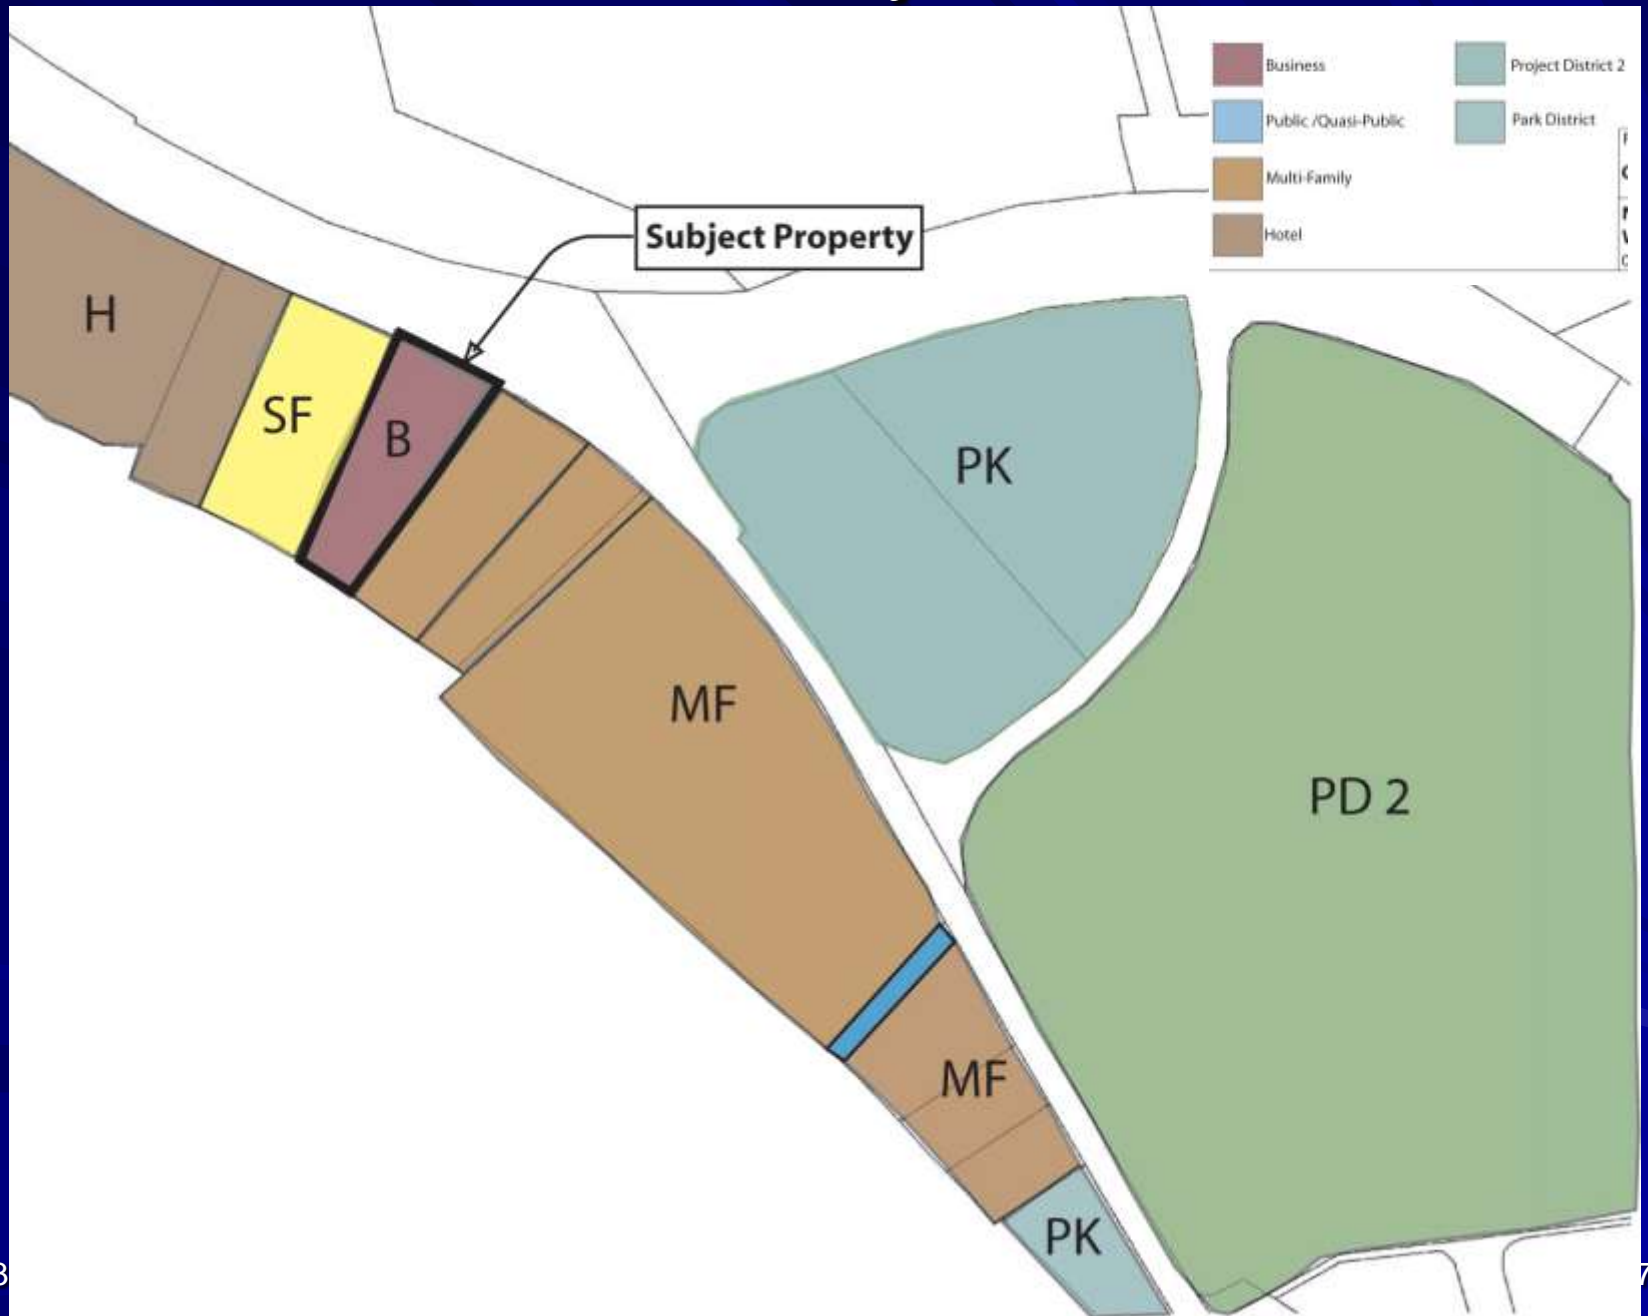 Business
Project District 2
Public /Quasi-Public
Park District
Multi-Family
Hotel
Subject Property
H
SF
B
PK
MF
PD 2
MF
PK